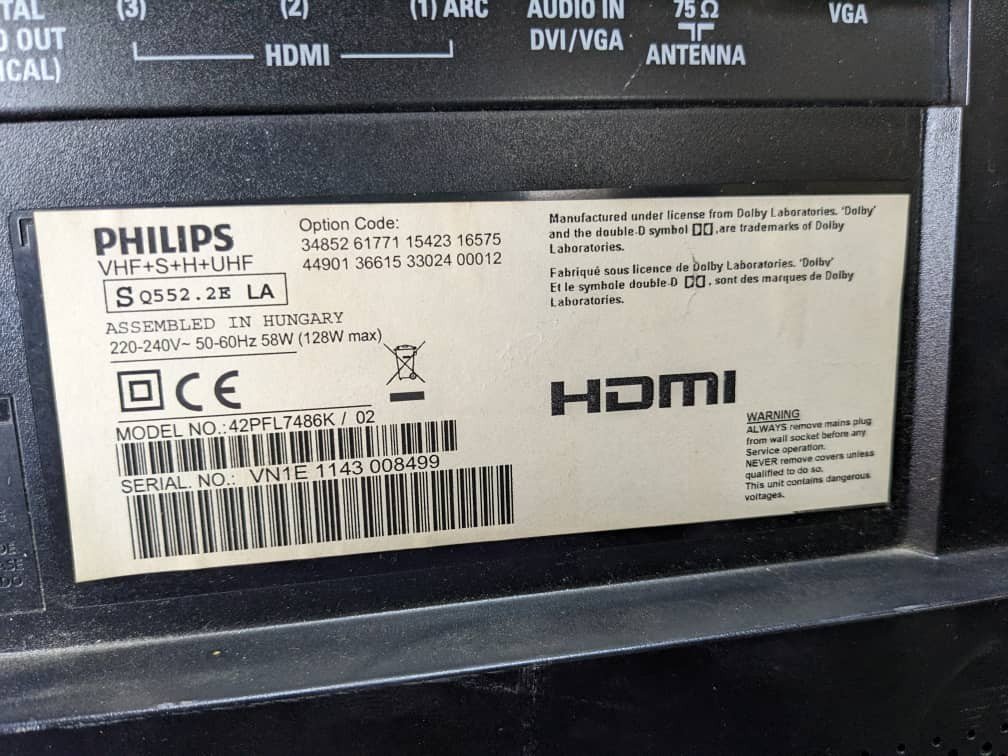 TAL
OUT
ICAL)
(3) (2) (1) ARC
HDMI
AUDIO IN
DVI/VGA
75 Ω
ANTENNA
VGA
PHILIPS
VHF+S+H+UHF
S Q552.2E LA
ASSEMBLED IN HUNGARY
220-240V~ 50-60Hz 58W (128W max)
CE
MODEL NO.:42PFL7486K / 02
SERIAL. NO.: VN1E 1143 008499
Option Code:
34852 61771 15423 16575
44901 36615 33024 00012
Manufactured under license from Dolby Laboratories. 'Dolby'
and the double-D symbol ,are trademarks of Dolby
Laboratories.
Fabriqué sous licence de Dolby Laboratories. 'Dolby'
Et le symbole double-D , sont des marques de Dolby
Laboratories.
HDMI
WARNING
ALWAYS remove mains plug
from wall socket before any
Service operation.
NEVER remove covers unless
qualified to do so.
This unit contains dangerous
voltages.